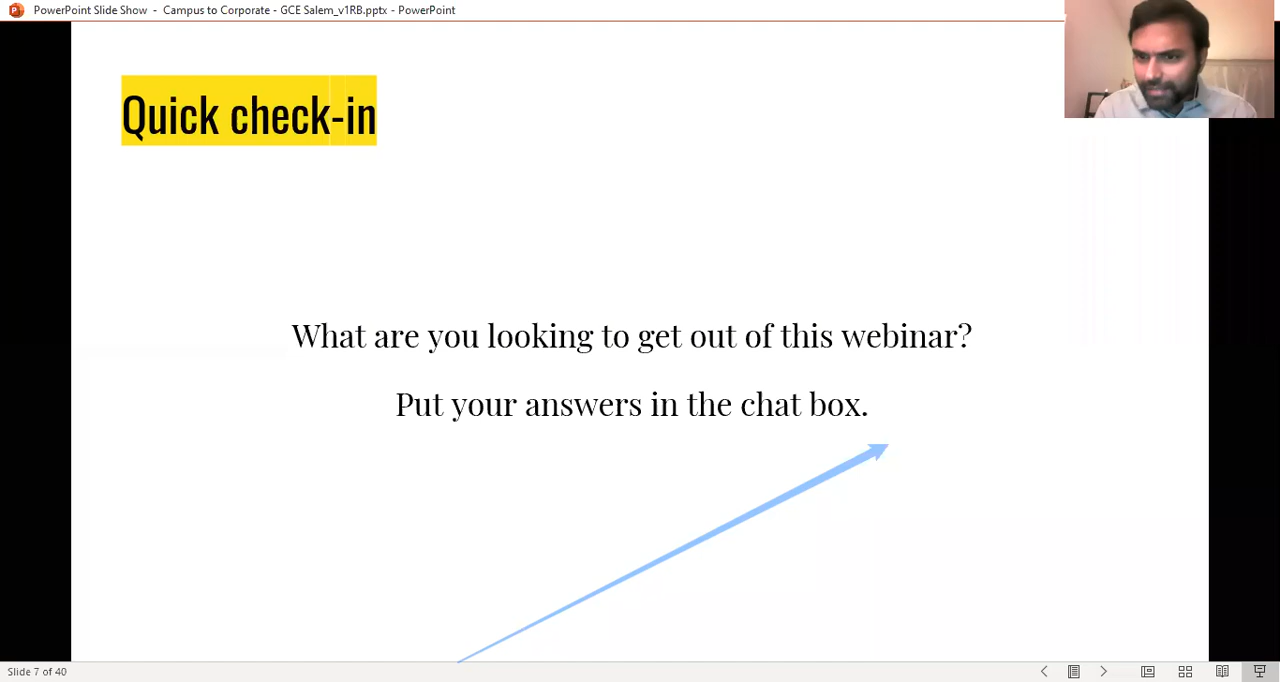 PowerPoint Slide Show - Campus to Corporate - GCE Salem_v1RB.pptx - PowerPoint
Quick check-in
What are you looking to get out of this webinar?
Put your answers in the chat box.
Slide 7 of 40